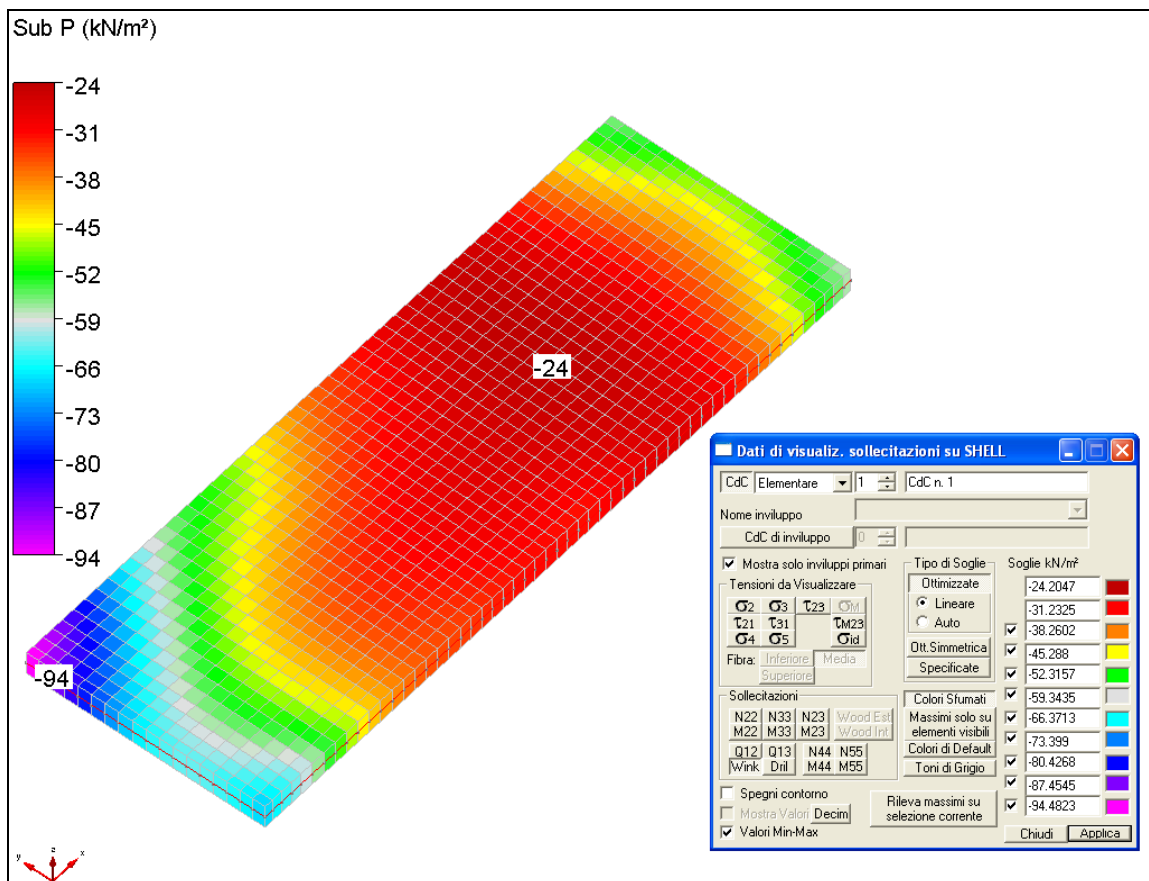 Sub P (kN/m²)
-24
-31
-38
-45
-52
-59
-66
-73
-80
-87
-94
-24
-94
y z x
Dati di visualiz. sollecitazioni su SHELL
CdC Elementare 1 CdC n. 1
Nome inviluppo
CdC di inviluppo 0
Mostra solo inviluppi primari
Tensioni da Visualizzare
σ2 σ3 τ23 σM
τ21 τ31 τM23
σ4 σ5 σid
Fibra: Inferiore Media
Superiore
Sollecitazioni
N22 N33 N23 Wood Est
M22 M33 M23 Wood Int
Q12 Q13 N44 N55
Wink Dril M44 M55
Spegni contorno
Mostra Valori Decim
Valori Min-Max
Tipo di Soglie
Ottimizzate
Lineare
Auto
Ott.Simmetrica
Specificate
Colori Sfumati
Massimi solo su
elementi visibili
Colori di Default
Toni di Grigio
Rileva massimi su
selezione corrente
Soglie kN/m²
-24.2047
-31.2325
-38.2602
-45.288
-52.3157
-59.3435
-66.3713
-73.399
-80.4268
-87.4545
-94.4823
Chiudi Applica